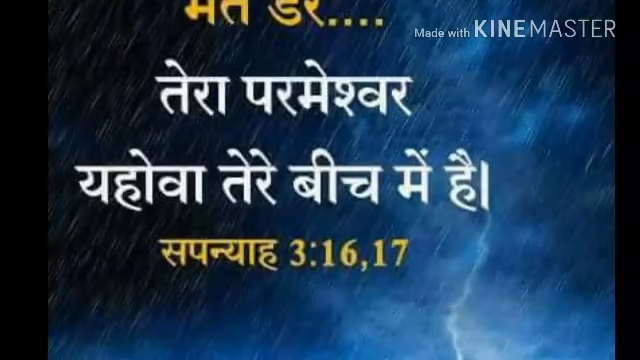 मत डर....
Made with KINEMASTER
तेरा परमेश्वर
यहोवा तेरे बीच में है।
सपन्याह 3:16,17